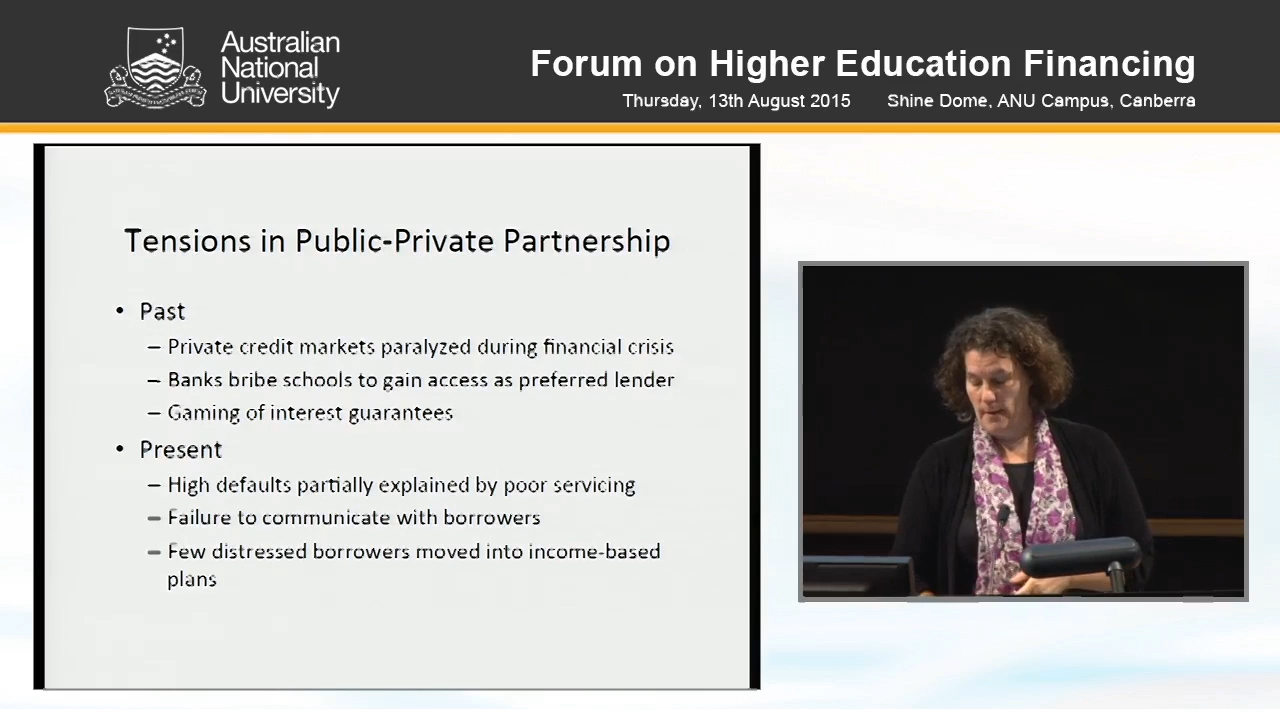 Australian
National
University
Forum on Higher Education Financing
Thursday, 13th August 2015 Shine Dome, ANU Campus, Canberra
Tensions in Public-Private Partnership
• Past
– Private credit markets paralyzed during financial crisis
– Banks bribe schools to gain access as preferred lender
– Gaming of interest guarantees
• Present
– High defaults partially explained by poor servicing
– Failure to communicate with borrowers
– Few distressed borrowers moved into income-based
plans